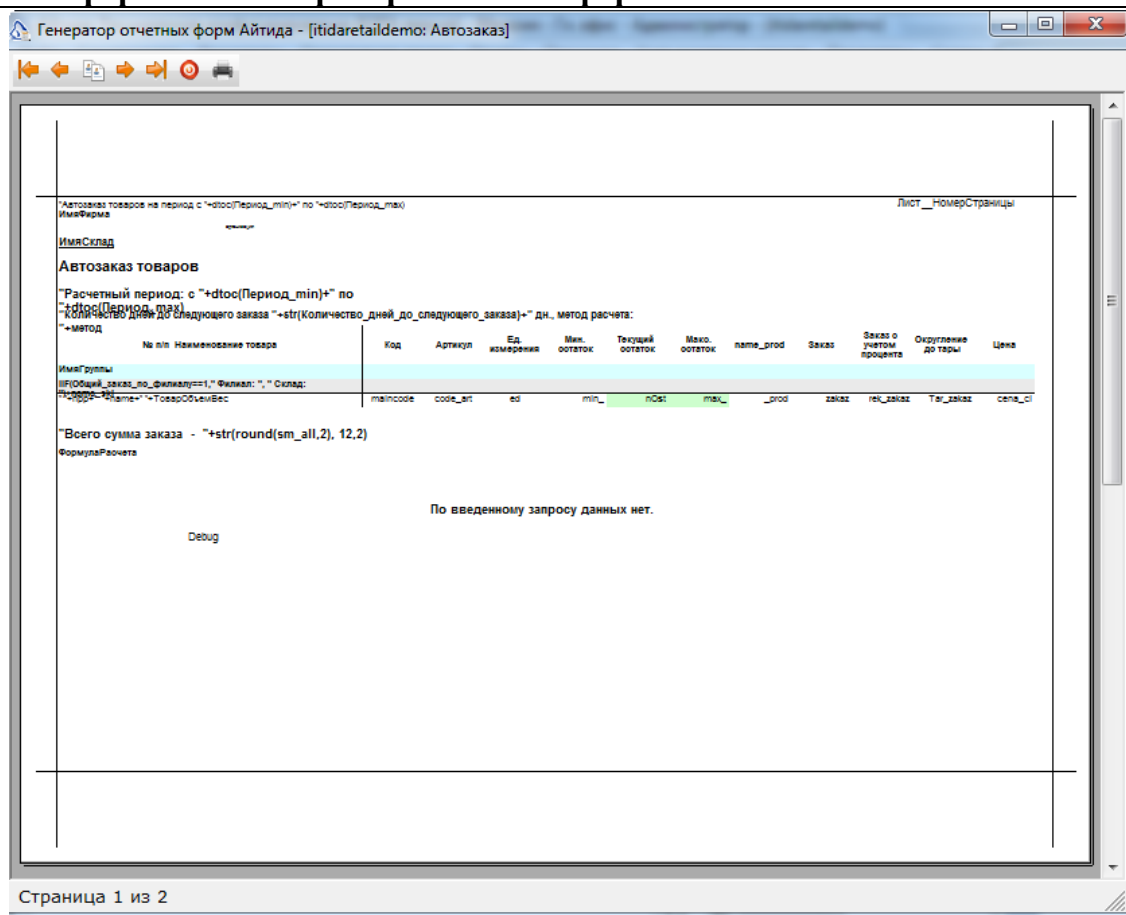 Генератор отчетных форм Айтида - [itidaretaildemo: Автозаказ]
"Автозаказ товаров на период с "+dtoc(Период_min)+" по "+dtoc(Период_max)
Лист__НомерСтраницы
ИмяФирма
ИмяСклад
Автозаказ товаров
"Расчетный период: с "+dtoc(Период_min)+" по
"+dtoc(Период_max)
"Количество дней до следующего заказа "+str(Количество_дней_до_следующего_заказа)+" дн., метод расчета:
"+метод
№ п/п Наименование товара Код Артикул Ед. измерения Мин. остаток Текущий остаток Макс. остаток name_prod Заказ Заказ с учетом процента Округление до тары Цена
ИмяГруппы
IIF(Общий_заказ_по_филиалу==1," Филиал: ", " Склад:
"+name+" "+ТоварОбъемВес maincode code_art ed min_ nOst max_ _prod zakaz rek_zakaz Tar_zakaz cena_cl
"Всего сумма заказа - "+str(round(sm_all,2), 12,2)
ФормулаРасчета
По введенному запросу данных нет.
Debug
Страница 1 из 2